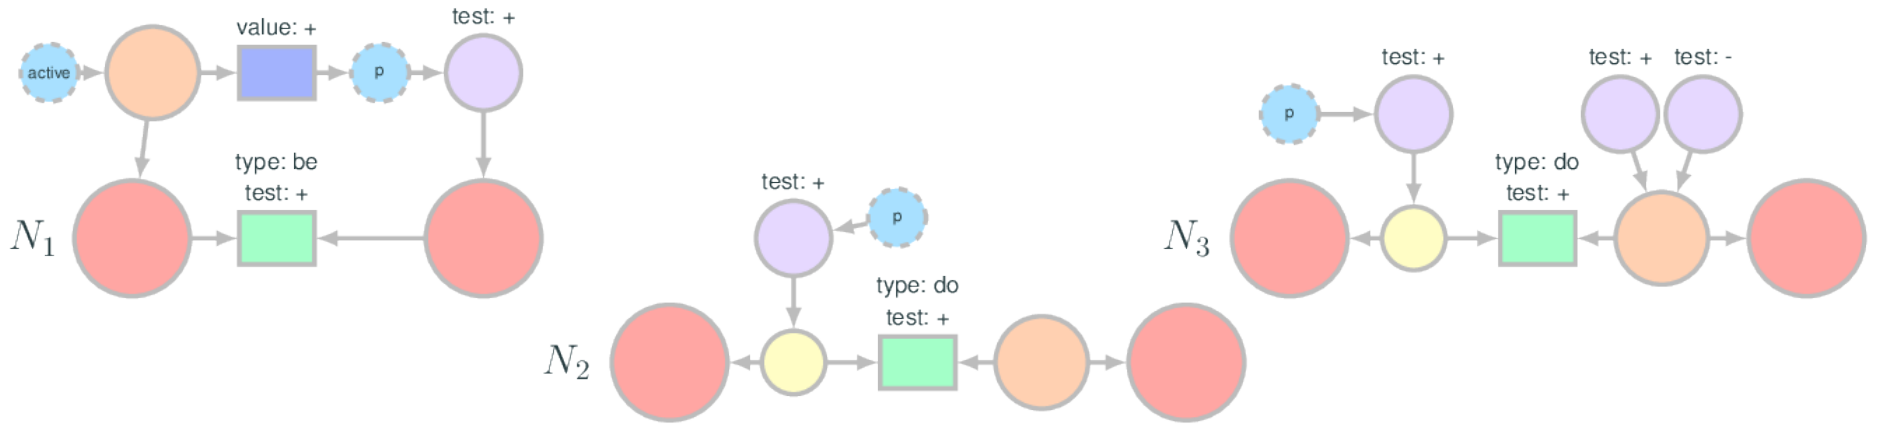 active
value: +
p
test: +
type: be
test: +
N1
test: +
p
type: do
test: +
N2
p
test: +
test: +
test: -
type: do
test: +
N3